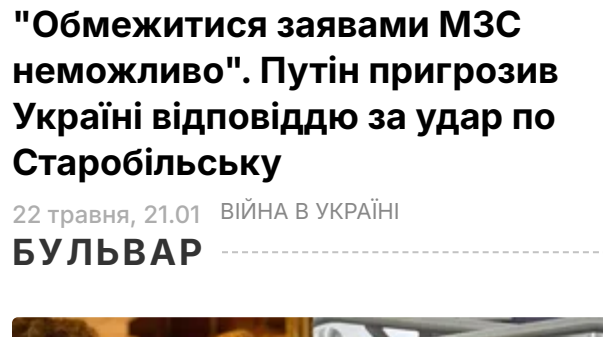 "Обмежитися заявами МЗС
неможливо". Путін пригрозив
Україні відповіддю за удар по
Старобільську
22 травня, 21.01 ВІЙНА В УКРАЇНІ
БУЛЬВАР